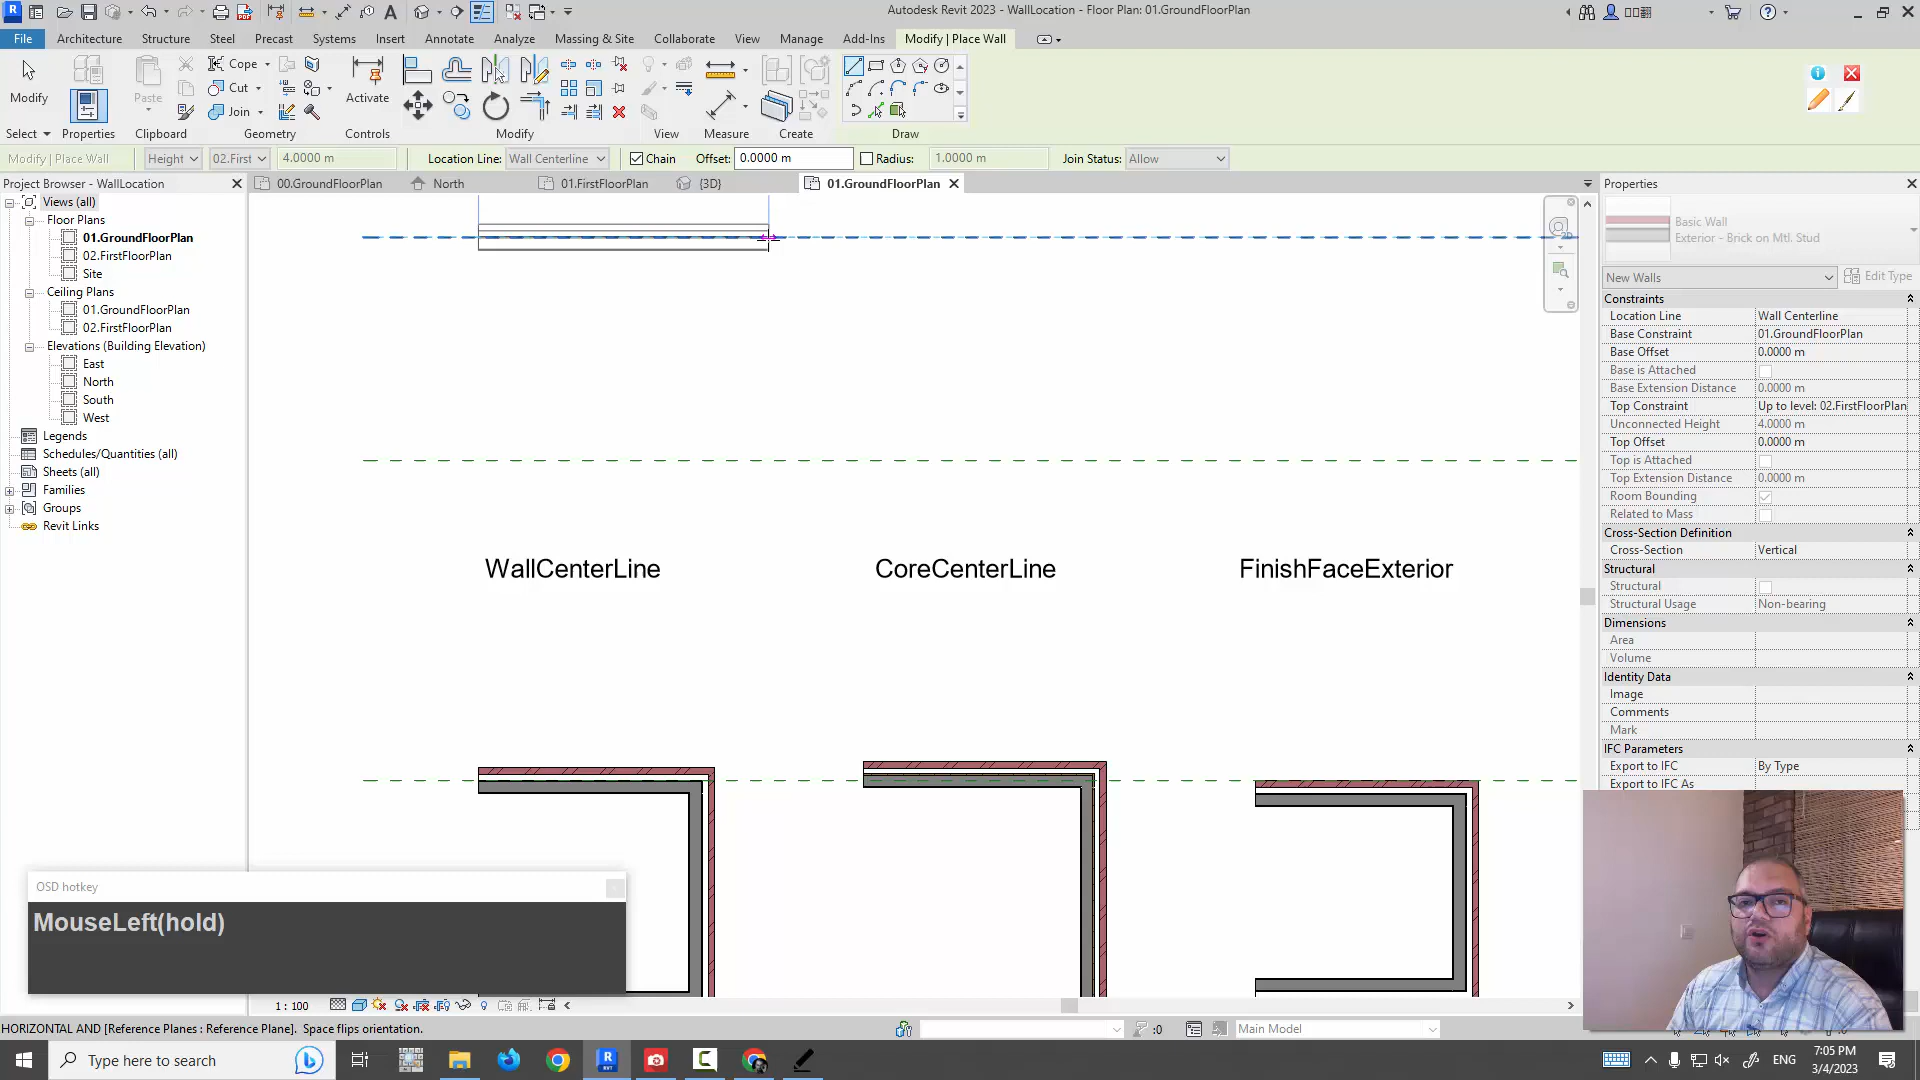 Autodesk Revit 2023 - WallLocation - Floor Plan: 01.GroundFloorPlan
File Architecture Structure Steel Precast Systems Insert Annotate Analyze Massing & Site Collaborate View Manage Add-Ins Modify | Place Wall
Modify
Paste
Cope
Cut
Join
Activate
Select Properties Clipboard Geometry Controls Modify View Measure Create Draw
Modify | Place Wall Height 02.First 4.0000 m Location Line: Wall Centerline Chain Offset: 0.0000 m Radius: 1.0000 m Join Status: Allow
Project Browser - WallLocation
00.GroundFloorPlan North 01.FirstFloorPlan {3D} 01.GroundFloorPlan
Views (all)
Floor Plans
01.GroundFloorPlan
02.FirstFloorPlan
Site
Ceiling Plans
01.GroundFloorPlan
02.FirstFloorPlan
Elevations (Building Elevation)
East
North
South
West
Legends
Schedules/Quantities (all)
Sheets (all)
Families
Groups
Revit Links
WallCenterLine
CoreCenterLine
FinishFaceExterior
Properties
Basic Wall
Exterior - Brick on Mtl. Stud
New Walls Edit Type
Constraints
Location Line Wall Centerline
Base Constraint 01.GroundFloorPlan
Base Offset 0.0000 m
Base is Attached
Base Extension Distance 0.0000 m
Top Constraint Up to level: 02.FirstFloorPlan
Unconnected Height 4.0000 m
Top Offset 0.0000 m
Top is Attached
Top Extension Distance 0.0000 m
Room Bounding
Related to Mass
Cross-Section Definition
Cross-Section Vertical
Structural
Structural
Structural Usage Non-bearing
Dimensions
Area
Volume
Identity Data
Image
Comments
Mark
IFC Parameters
Export to IFC By Type
Export to IFC As
OSD hotkey
MouseLeft(hold)
1 : 100
HORIZONTAL AND [Reference Planes : Reference Plane]. Space flips orientation.
:0
Main Model
Type here to search
ENG
7:05 PM
3/4/2023